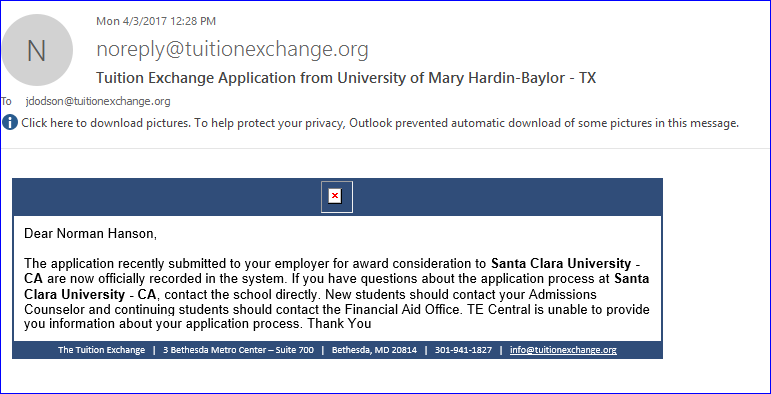 Mon 4/3/2017 12:28 PM
N
noreply@tuitionexchange.org
Tuition Exchange Application from University of Mary Hardin-Baylor - TX
To jdodson@tuitionexchange.org
Click here to download pictures. To help protect your privacy, Outlook prevented automatic download of some pictures in this message.
Dear Norman Hanson,
The application recently submitted to your employer for award consideration to Santa Clara University -
CA are now officially recorded in the system. If you have questions about the application process at Santa
Clara University - CA, contact the school directly. New students should contact your Admissions
Counselor and continuing students should contact the Financial Aid Office. TE Central is unable to provide
you information about your application process. Thank You
The Tuition Exchange | 3 Bethesda Metro Center – Suite 700 | Bethesda, MD 20814 | 301-941-1827 | info@tuitionexchange.org